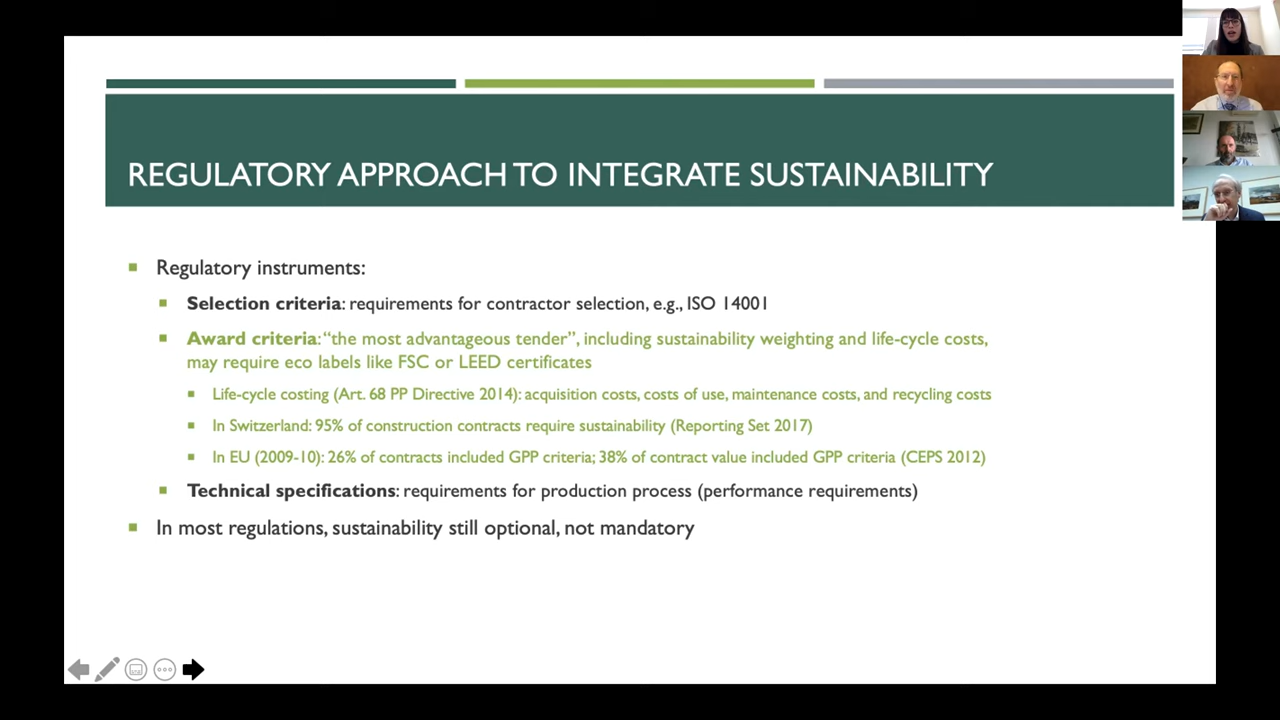 REGULATORY APPROACH TO INTEGRATE SUSTAINABILITY
Regulatory instruments:
Selection criteria: requirements for contractor selection, e.g., ISO 14001
Award criteria: “the most advantageous tender”, including sustainability weighting and life-cycle costs,
may require eco labels like FSC or LEED certificates
Life-cycle costing (Art. 68 PP Directive 2014): acquisition costs, costs of use, maintenance costs, and recycling costs
In Switzerland: 95% of construction contracts require sustainability (Reporting Set 2017)
In EU (2009-10): 26% of contracts included GPP criteria; 38% of contract value included GPP criteria (CEPS 2012)
Technical specifications: requirements for production process (performance requirements)
In most regulations, sustainability still optional, not mandatory